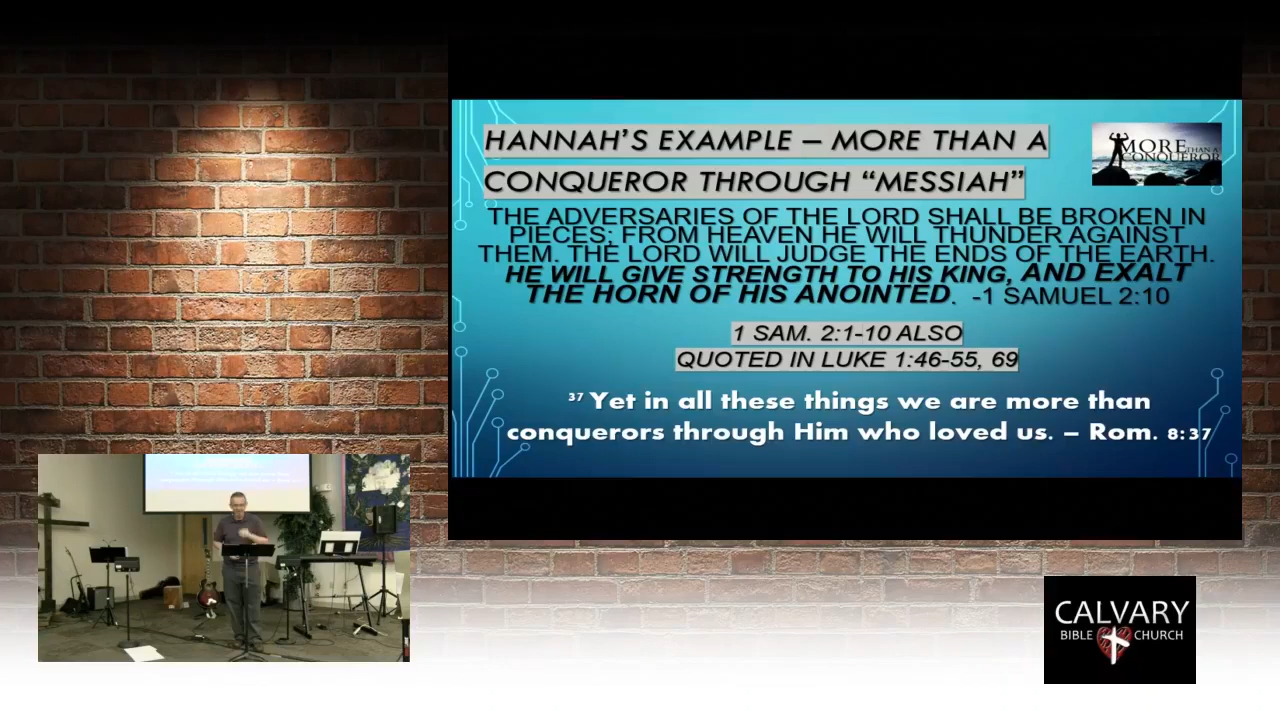 HANNAH'S EXAMPLE – MORE THAN A
CONQUEROR THROUGH “MESSIAH”
MORE THAN A
CONQUEROR
THE ADVERSARIES OF THE LORD SHALL BE BROKEN IN
PIECES; FROM HEAVEN HE WILL THUNDER AGAINST
THEM. THE LORD WILL JUDGE THE ENDS OF THE EARTH.
HE WILL GIVE STRENGTH TO HIS KING, AND EXALT
THE HORN OF HIS ANOINTED. -1 SAMUEL 2:10
1 SAM. 2:1-10 ALSO
QUOTED IN LUKE 1:46-55, 69
37 Yet in all these things we are more than
conquerors through Him who loved us. – Rom. 8:37
CALVARY
BIBLE CHURCH